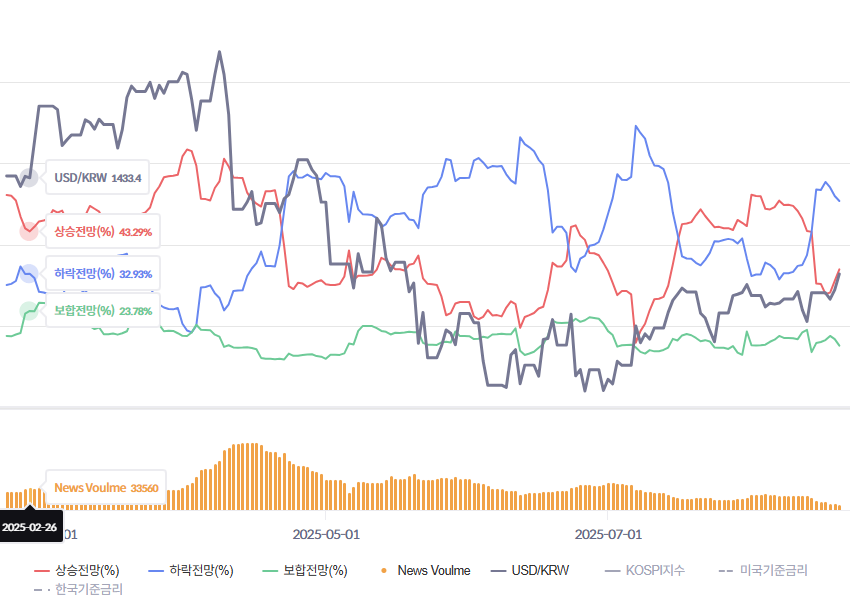 USD/KRW 1433.4
상승전망(%) 43.29%
하락전망(%) 32.93%
보합전망(%) 23.78%
News Voulme 33560
2025-02-26
01
2025-05-01
2025-07-01
상승전망(%) 하락전망(%) 보합전망(%) News Voulme USD/KRW KOSPI지수 미국기준금리
한국기준금리